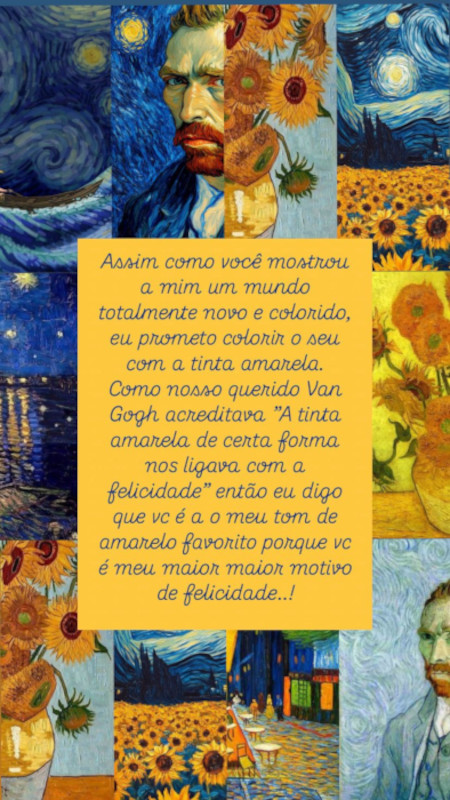 Assim como você mostrou
a mim um mundo
totalmente novo e colorido,
eu prometo colorir o seu
com a tinta amarela.
Como nosso querido Van
Gogh acreditava "A tinta
amarela de certa forma
nos ligava com a
felicidade" então eu digo
que vc é a o meu tom de
amarelo favorito porque vc
é meu maior maior motivo
de felicidade..!